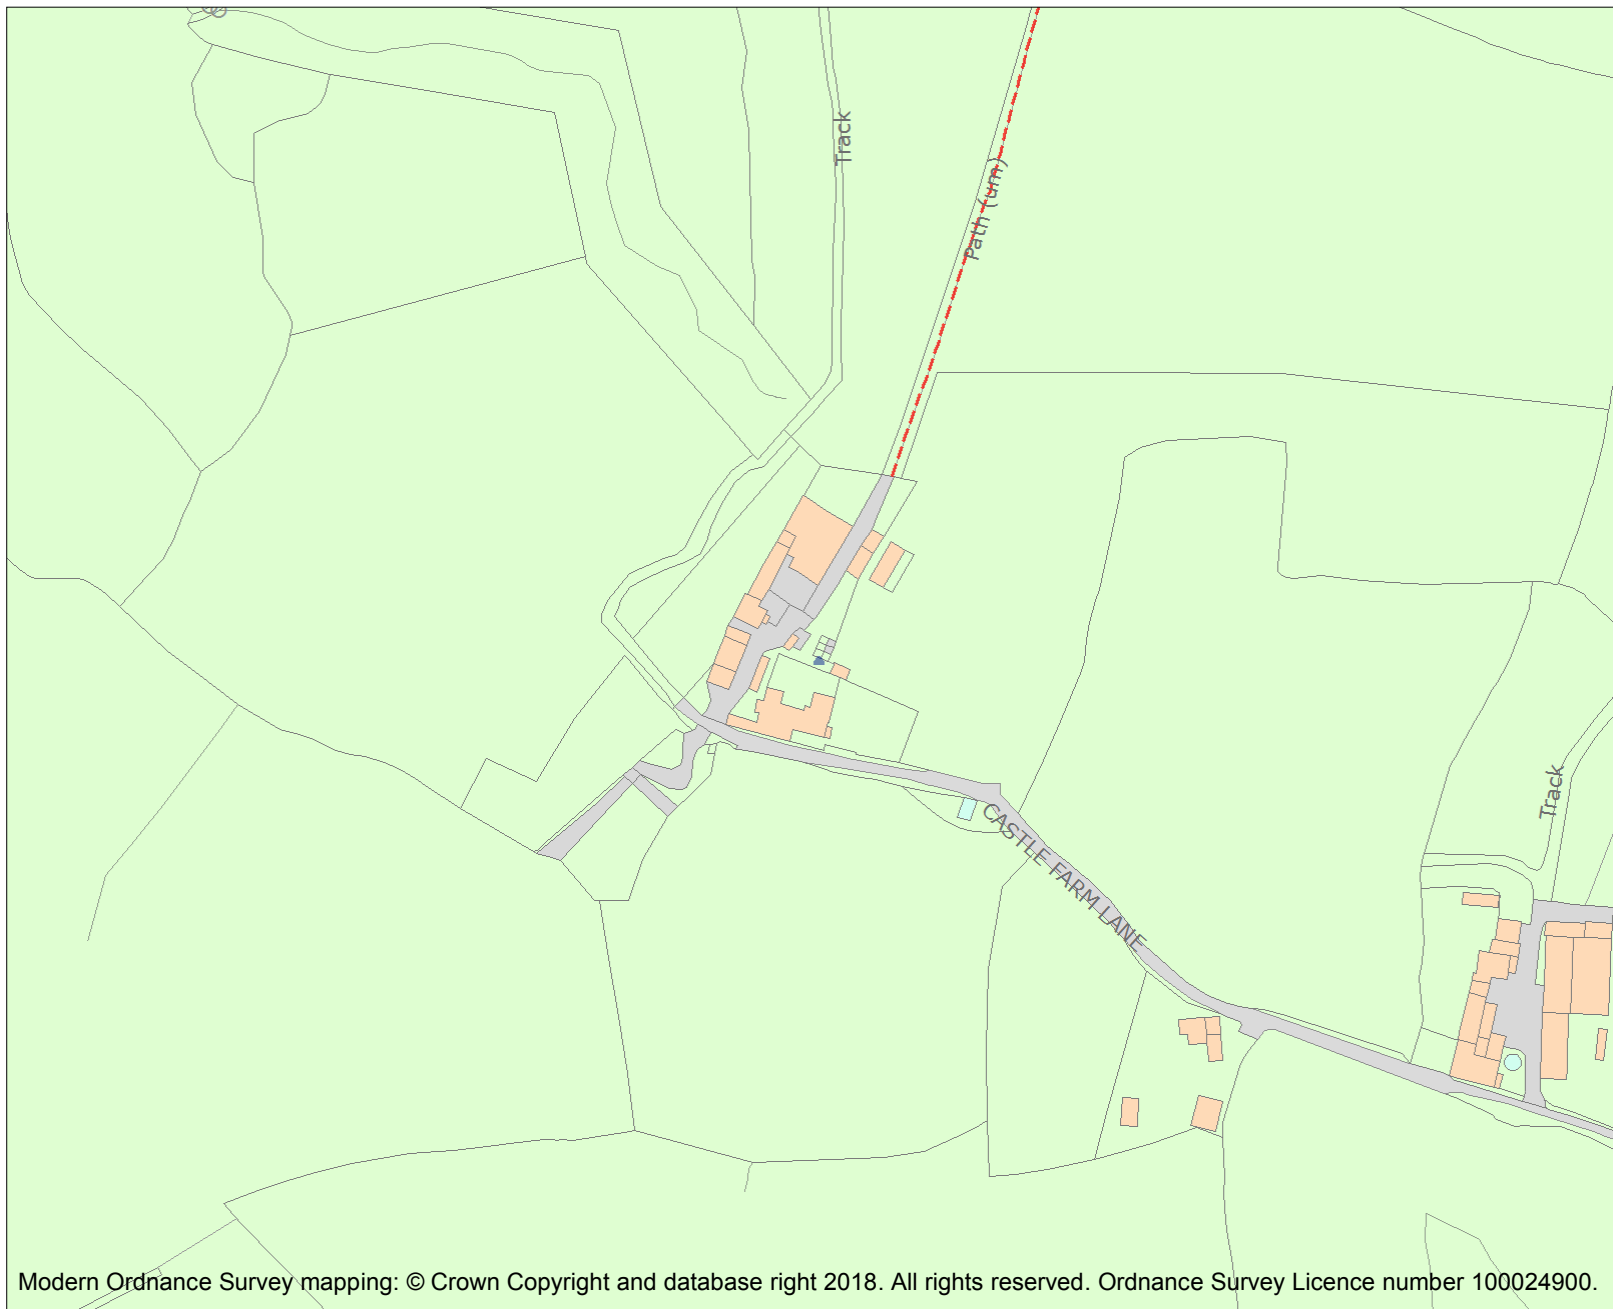 Track
Path (um)
CASTLE FARM LANE
Track
Modern Ordnance Survey mapping: © Crown Copyright and database right 2018. All rights reserved. Ordnance Survey Licence number 100024900.